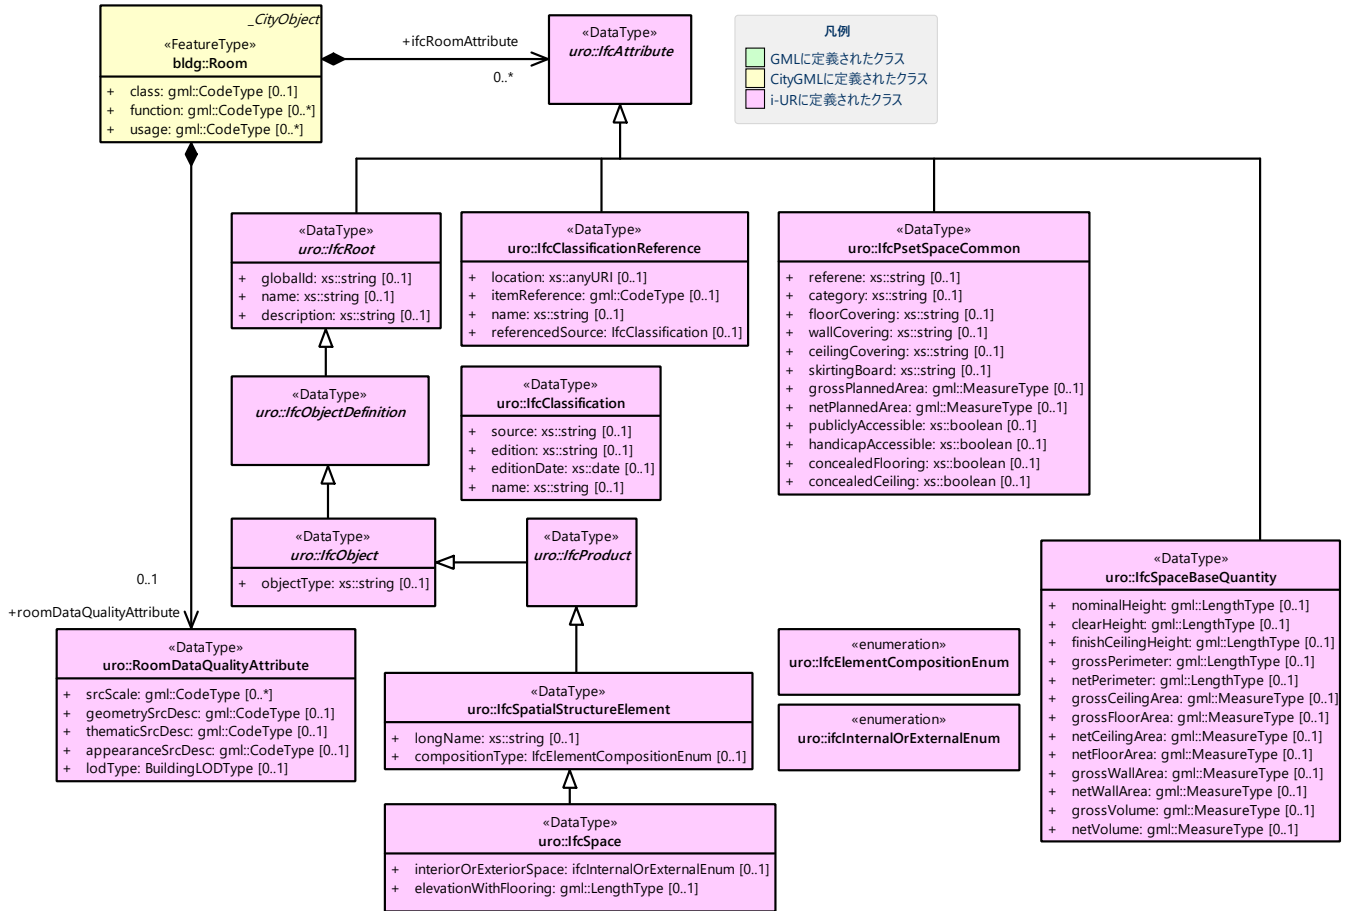 _CityObject
«FeatureType»
bldg::Room
+ class: gml::CodeType [0..1]
+ function: gml::CodeType [0..*]
+ usage: gml::CodeType [0..*]
+ifcRoomAttribute
0..*
«DataType»
uro::IfcAttribute
凡例
GMLに定義されたクラス
CityGMLに定義されたクラス
i-URに定義されたクラス
«DataType»
uro::IfcRoot
+ globalId: xs::string [0..1]
+ name: xs::string [0..1]
+ description: xs::string [0..1]
«DataType»
uro::IfcClassificationReference
+ location: xs::anyURI [0..1]
+ itemReference: gml::CodeType [0..1]
+ name: xs::string [0..1]
+ referencedSource: IfcClassification [0..1]
«DataType»
uro::IfcPsetSpaceCommon
+ referene: xs::string [0..1]
+ category: xs::string [0..1]
+ floorCovering: xs::string [0..1]
+ wallCovering: xs::string [0..1]
+ ceilingCovering: xs::string [0..1]
+ skirtingBoard: xs::string [0..1]
+ grossPlannedArea: gml::MeasureType [0..1]
+ netPlannedArea: gml::MeasureType [0..1]
+ publiclyAccessible: xs::boolean [0..1]
+ handicapAccessible: xs::boolean [0..1]
+ concealedFlooring: xs::boolean [0..1]
+ concealedCeiling: xs::boolean [0..1]
«DataType»
uro::IfcObjectDefinition
«DataType»
uro::IfcClassification
+ source: xs::string [0..1]
+ edition: xs::string [0..1]
+ editionDate: xs::date [0..1]
+ name: xs::string [0..1]
«DataType»
uro::IfcObject
+ objectType: xs::string [0..1]
«DataType»
uro::IfcProduct
«DataType»
uro::IfcSpaceBaseQuantity
+ nominalHeight: gml::LengthType [0..1]
+ clearHeight: gml::LengthType [0..1]
+ finishCeilingHeight: gml::LengthType [0..1]
+ grossPerimeter: gml::LengthType [0..1]
+ netPerimeter: gml::LengthType [0..1]
+ grossCeilingArea: gml::MeasureType [0..1]
+ grossFloorArea: gml::MeasureType [0..1]
+ netCeilingArea: gml::MeasureType [0..1]
+ netFloorArea: gml::MeasureType [0..1]
+ grossWallArea: gml::MeasureType [0..1]
+ netWallArea: gml::MeasureType [0..1]
+ grossVolume: gml::MeasureType [0..1]
+ netVolume: gml::MeasureType [0..1]
0..1
+roomDataQualityAttribute
«DataType»
uro::RoomDataQualityAttribute
+ srcScale: gml::CodeType [0..*]
+ geometrySrcDesc: gml::CodeType [0..1]
+ thematicSrcDesc: gml::CodeType [0..1]
+ appearanceSrcDesc: gml::CodeType [0..1]
+ lodType: BuildingLODType [0..1]
«enumeration»
uro::IfcElementCompositionEnum
«DataType»
uro::IfcSpatialStructureElement
+ longName: xs::string [0..1]
+ compositionType: IfcElementCompositionEnum [0..1]
«enumeration»
uro::ifcInternalOrExternalEnum
«DataType»
uro::IfcSpace
+ interiorOrExteriorSpace: ifcInternalOrExternalEnum [0..1]
+ elevationWithFlooring: gml::LengthType [0..1]